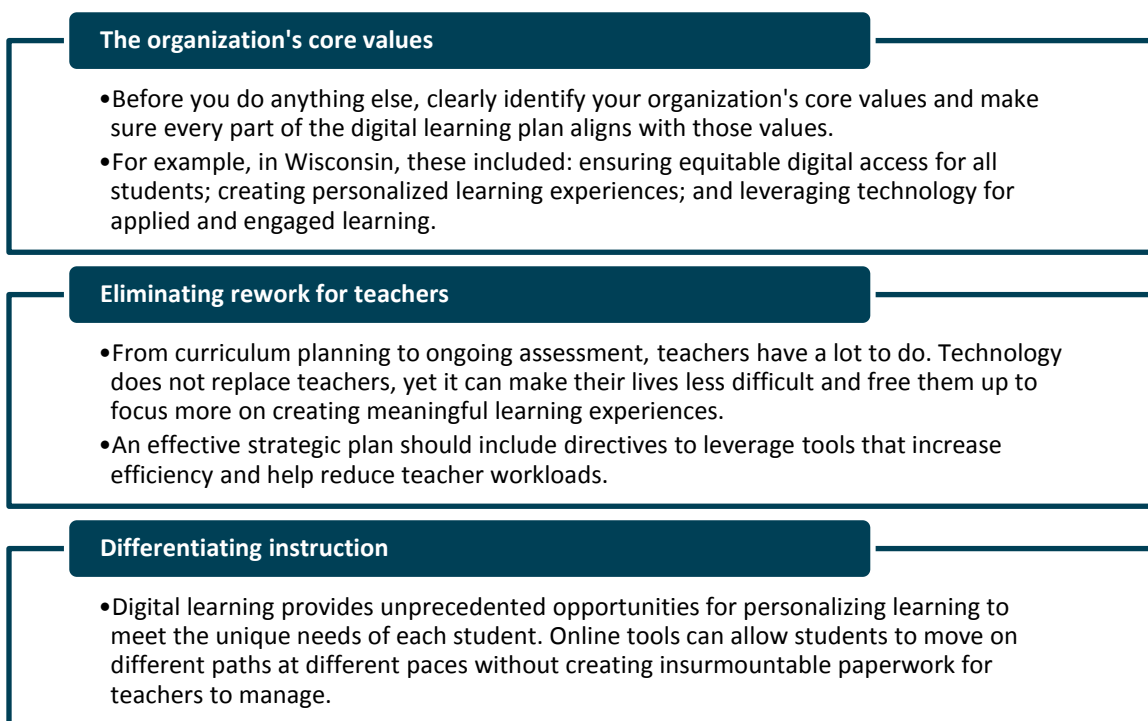 The organization's core values
•Before you do anything else, clearly identify your organization's core values and make
sure every part of the digital learning plan aligns with those values.
•For example, in Wisconsin, these included: ensuring equitable digital access for all
students; creating personalized learning experiences; and leveraging technology for
applied and engaged learning.
Eliminating rework for teachers
•From curriculum planning to ongoing assessment, teachers have a lot to do. Technology
does not replace teachers, yet it can make their lives less difficult and free them up to
focus more on creating meaningful learning experiences.
•An effective strategic plan should include directives to leverage tools that increase
efficiency and help reduce teacher workloads.
Differentiating instruction
•Digital learning provides unprecedented opportunities for personalizing learning to
meet the unique needs of each student. Online tools can allow students to move on
different paths at different paces without creating insurmountable paperwork for
teachers to manage.